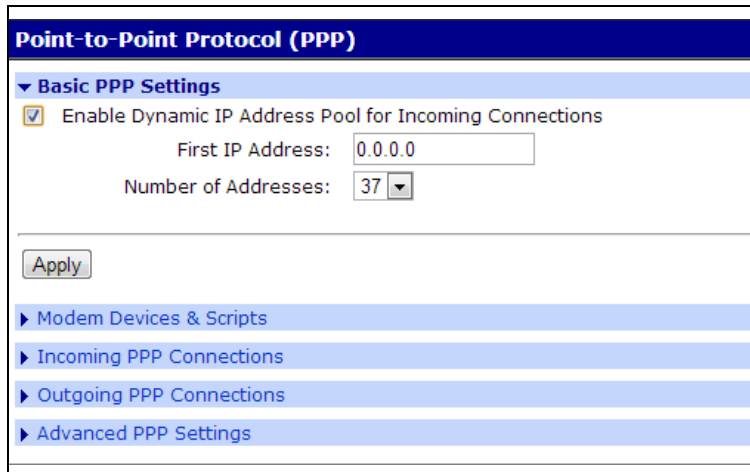 Point-to-Point Protocol (PPP)
Basic PPP Settings
Enable Dynamic IP Address Pool for Incoming Connections
First IP Address: 0.0.0.0
Number of Addresses: 37
Apply
Modem Devices & Scripts
Incoming PPP Connections
Outgoing PPP Connections
Advanced PPP Settings